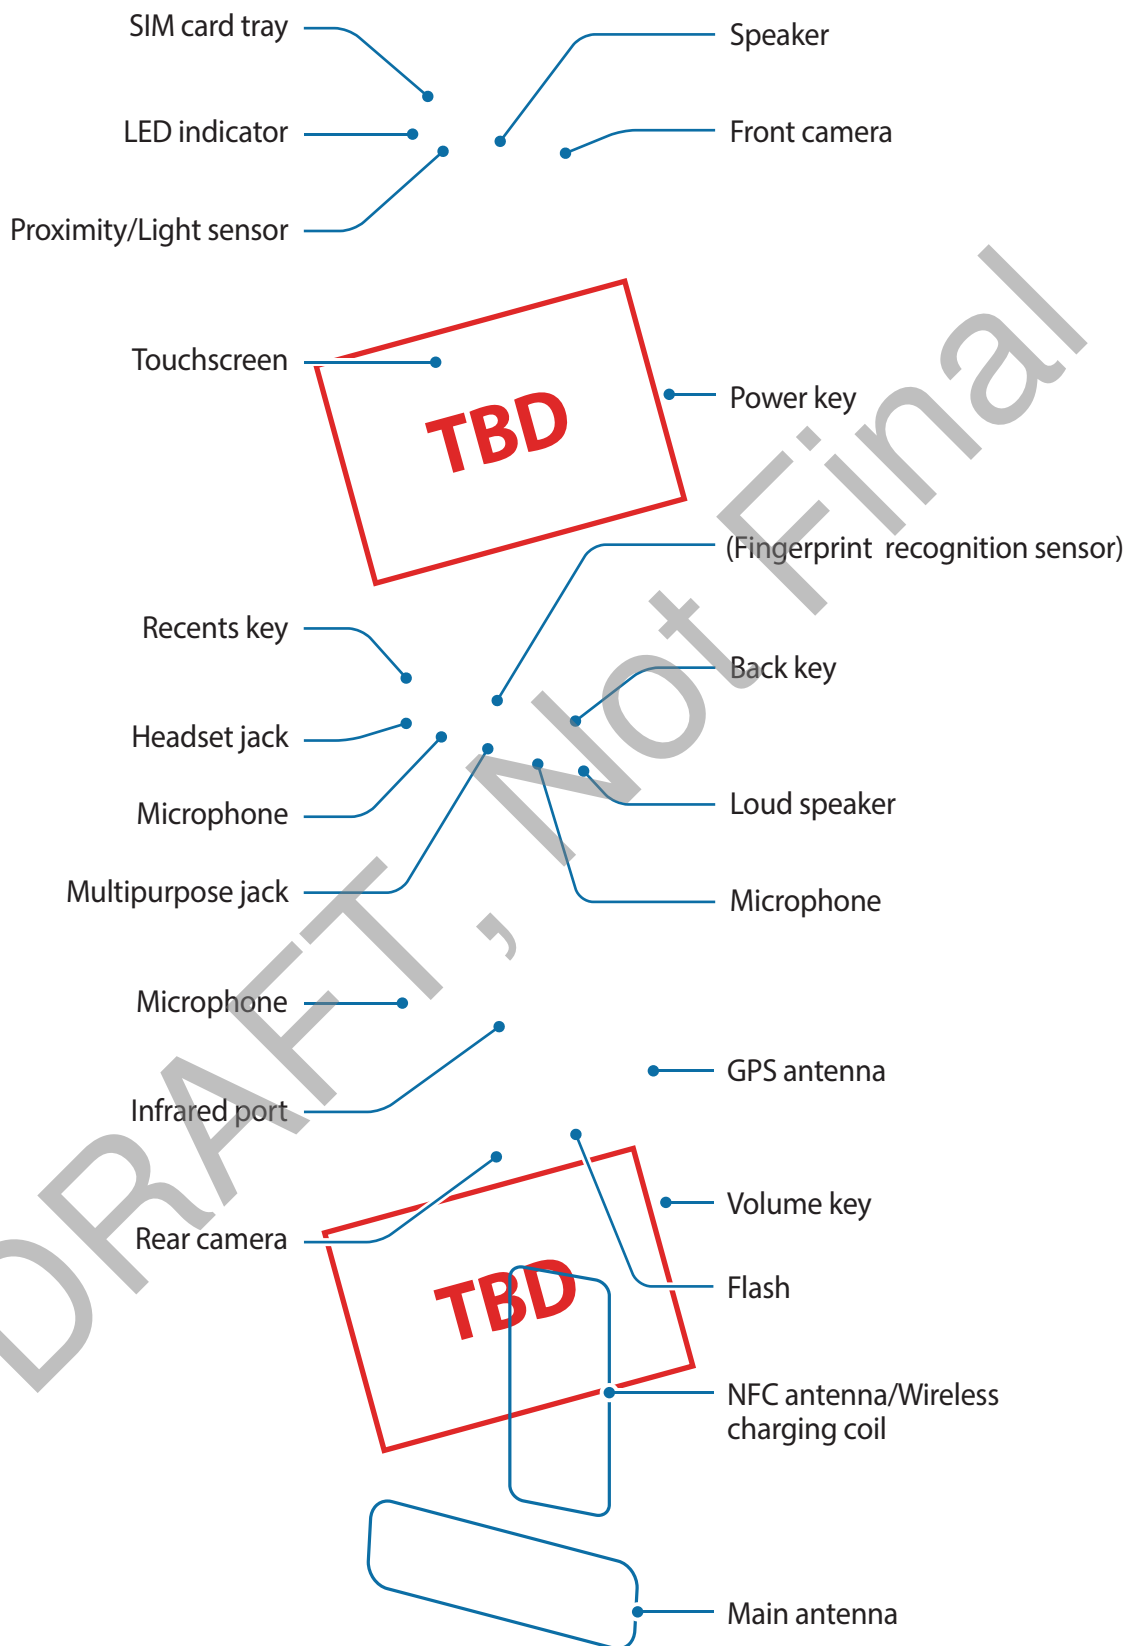 SIM card tray
Speaker
LED indicator
Front camera
Proximity/Light sensor
Touchscreen
Power key
TBD
(Fingerprint recognition sensor)
Recents key
Back key
Headset jack
Loud speaker
Microphone
Multipurpose jack
Microphone
Microphone
GPS antenna
Infrared port
Volume key
Rear camera
Flash
TBD
NFC antenna/Wireless
charging coil
Main antenna
DRAFT, Not Final